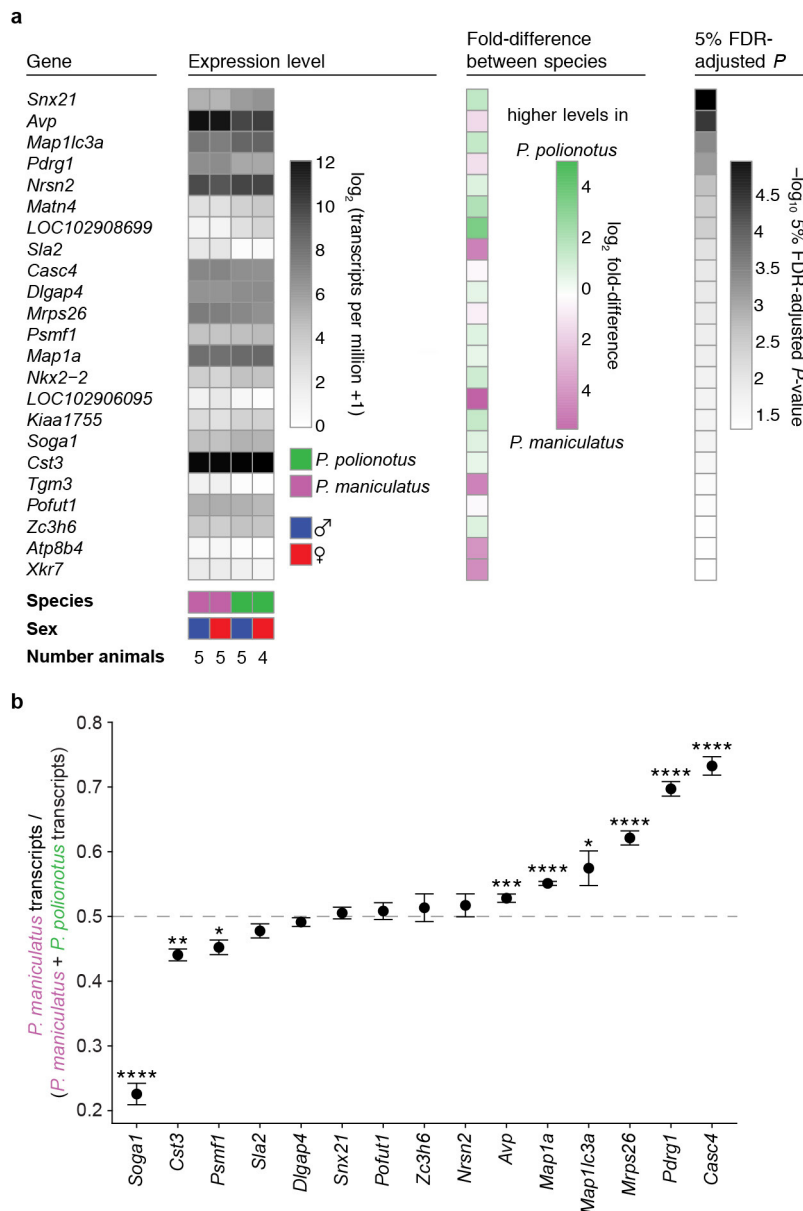 a
Gene
Expression level
Fold-difference
between species
5% FDR-
adjusted P
Snx21
Avp
Map1lc3a
Pdrg1
Nrsn2
Matn4
LOC102908699
Sla2
Casc4
Dlgap4
Mrps26
Psmf1
Map1a
Nkx2−2
LOC102906095
Kiaa1755
Soga1
Cst3
Tgm3
Pofut1
Zc3h6
Atp8b4
Xkr7
12
10
8
6
4
2
0
log2 (transcripts per million +1)
P. polionotus
P. maniculatus
♂
♀
higher levels in
P. polionotus
4
2
0
2
4
log2 fold-difference
P. maniculatus
4.5
-4
3.5
-3
2.5
-2
1.5
−log10 5% FDR-adjusted P-value
Species
Sex
Number animals 5 5 5 4
b
P. maniculatus transcripts /
(P. maniculatus + P. polionotus transcripts)
0.8
0.7
0.6
0.5
0.4
0.3
0.2
****
**
*
***
****
*
****
****
****
Soga1
Cst3
Psmf1
Sla2
Dlgap4
Snx21
Pofut1
Zc3h6
Nrsn2
Avp
Map1a
Map1lc3a
Mrps26
Pdrg1
Casc4